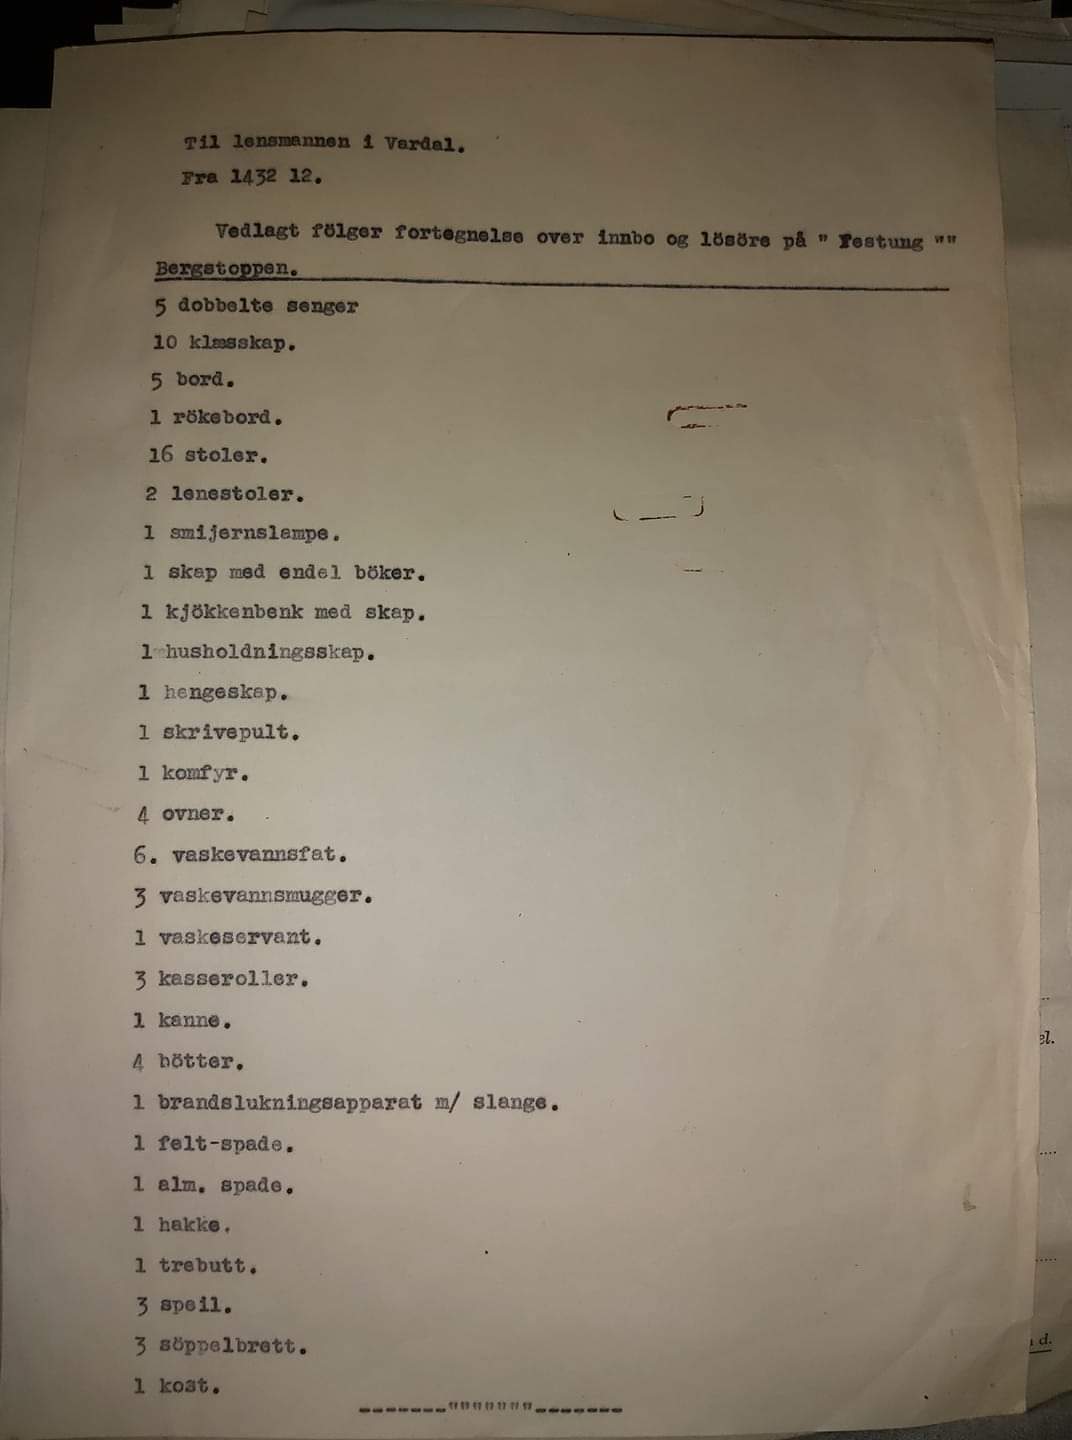 Til lensmannen i Vardal.
Fra 1432 12.
Vedlagt fölger fortegnelse over innbo og lösöre på " Festung ""
Bergstoppen.
5 dobbelte senger
10 klæsskap.
5 bord.
1 rökebord.
16 stoler.
2 lenestoler.
1 smijernslampe.
1 skap med endel böker.
1 kjökkenbenk med skap.
1 husholdningsskap.
1 hengeskap.
1 skrivepult.
1 komfyr.
4 ovner.
6. vaskevannsfat.
3 vaskevannsmugger.
1 vaskeservant.
3 kasseroller.
1 kanne.
4 bötter.
1 brandslukningsapparat m/ slange.
1 felt-spade.
1 alm. spade.
1 hakke.
1 trebutt.
3 speil.
3 söppelbrett.
1 kost.
-------"""""""-------
el.
d.